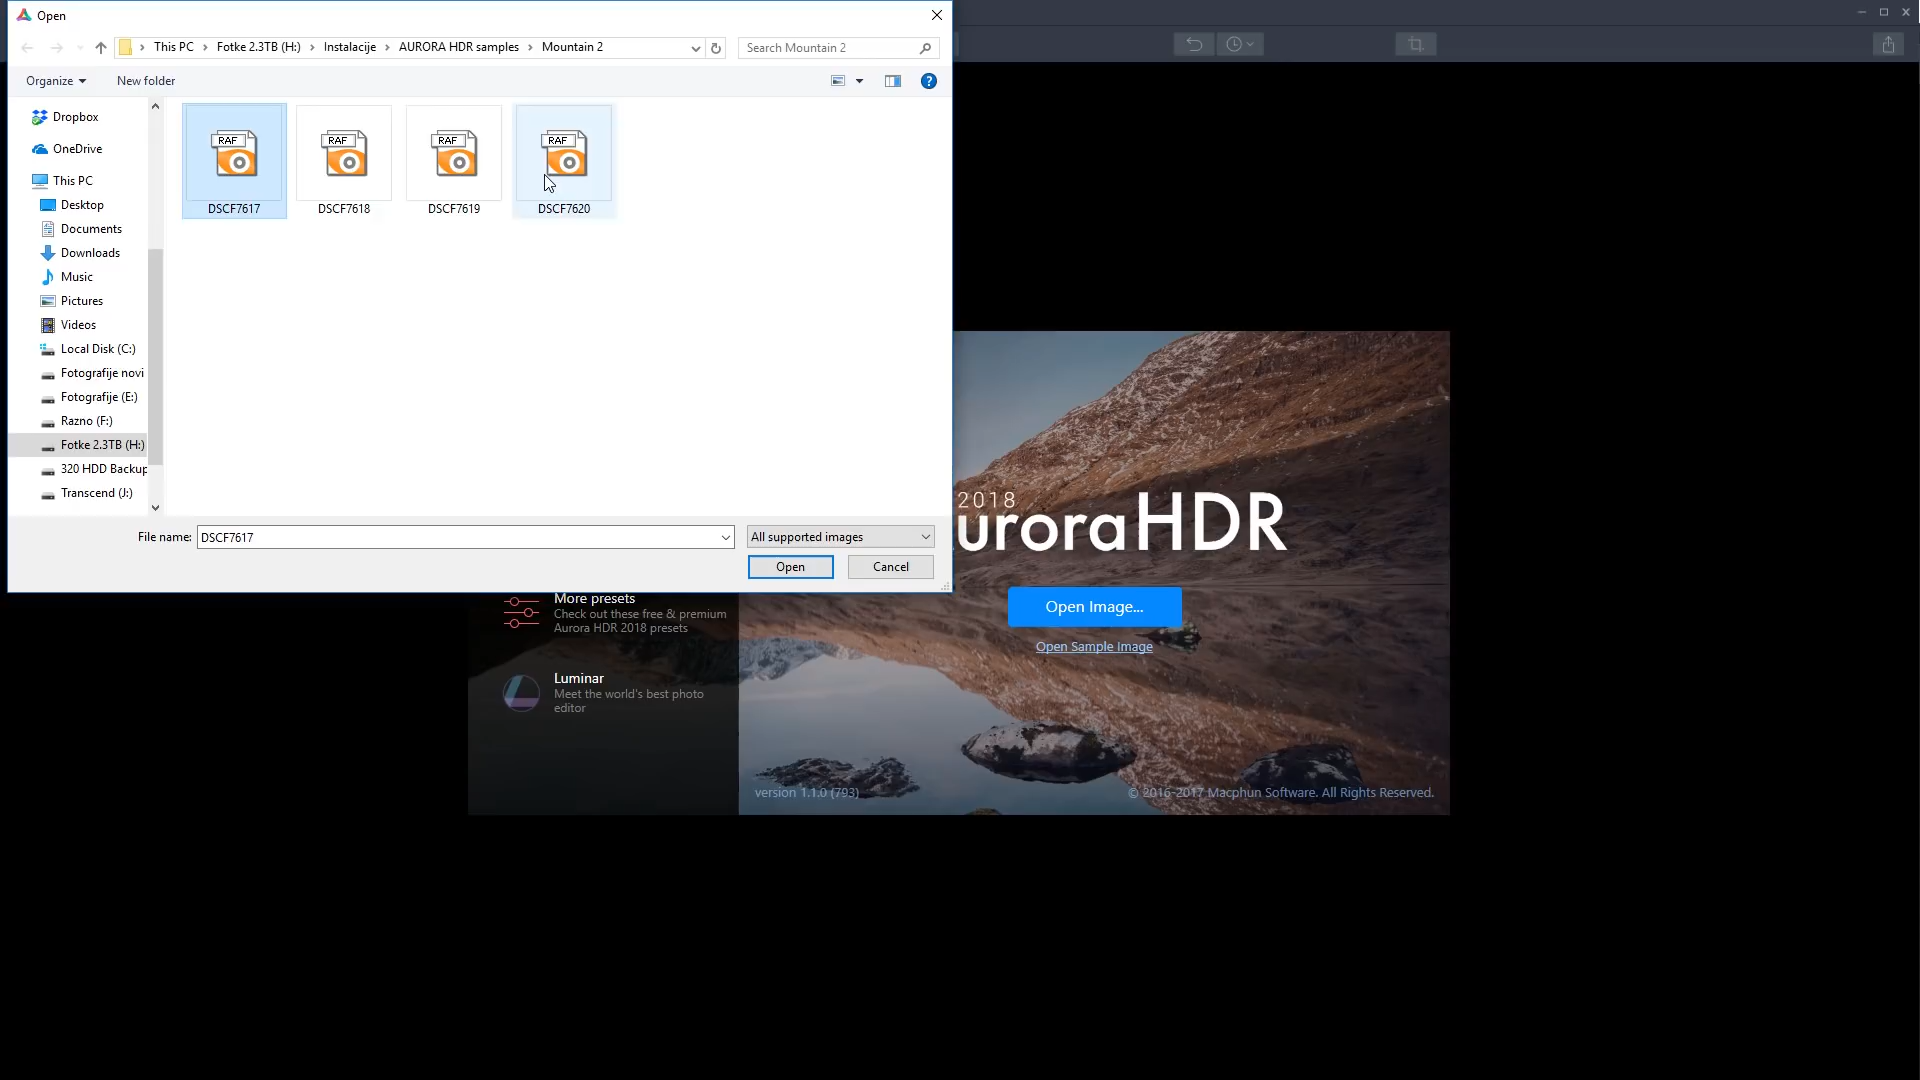 Open
This PC > Fotke 2.3TB (H:) > Instalacije > AURORA HDR samples > Mountain 2
Search Mountain 2
Organize
New folder
Dropbox
OneDrive
This PC
Desktop
Documents
Downloads
Music
Pictures
Videos
Local Disk (C:)
Fotografije novi
Fotografije (E:)
Razno (F:)
Fotke 2.3TB (H:)
320 HDD Backup
Transcend (J:)
RAF
DSCF7617
RAF
DSCF7618
RAF
DSCF7619
RAF
DSCF7620
File name: DSCF7617
All supported images
Open
Cancel
2018
uroraHDR
Open Image...
Open Sample Image
More presets
Check out these free & premium
Aurora HDR 2018 presets
Luminar
Meet the world's best photo
editor
version 1.1.0 (793)
© 2016-2017 Macphun Software. All Rights Reserved.